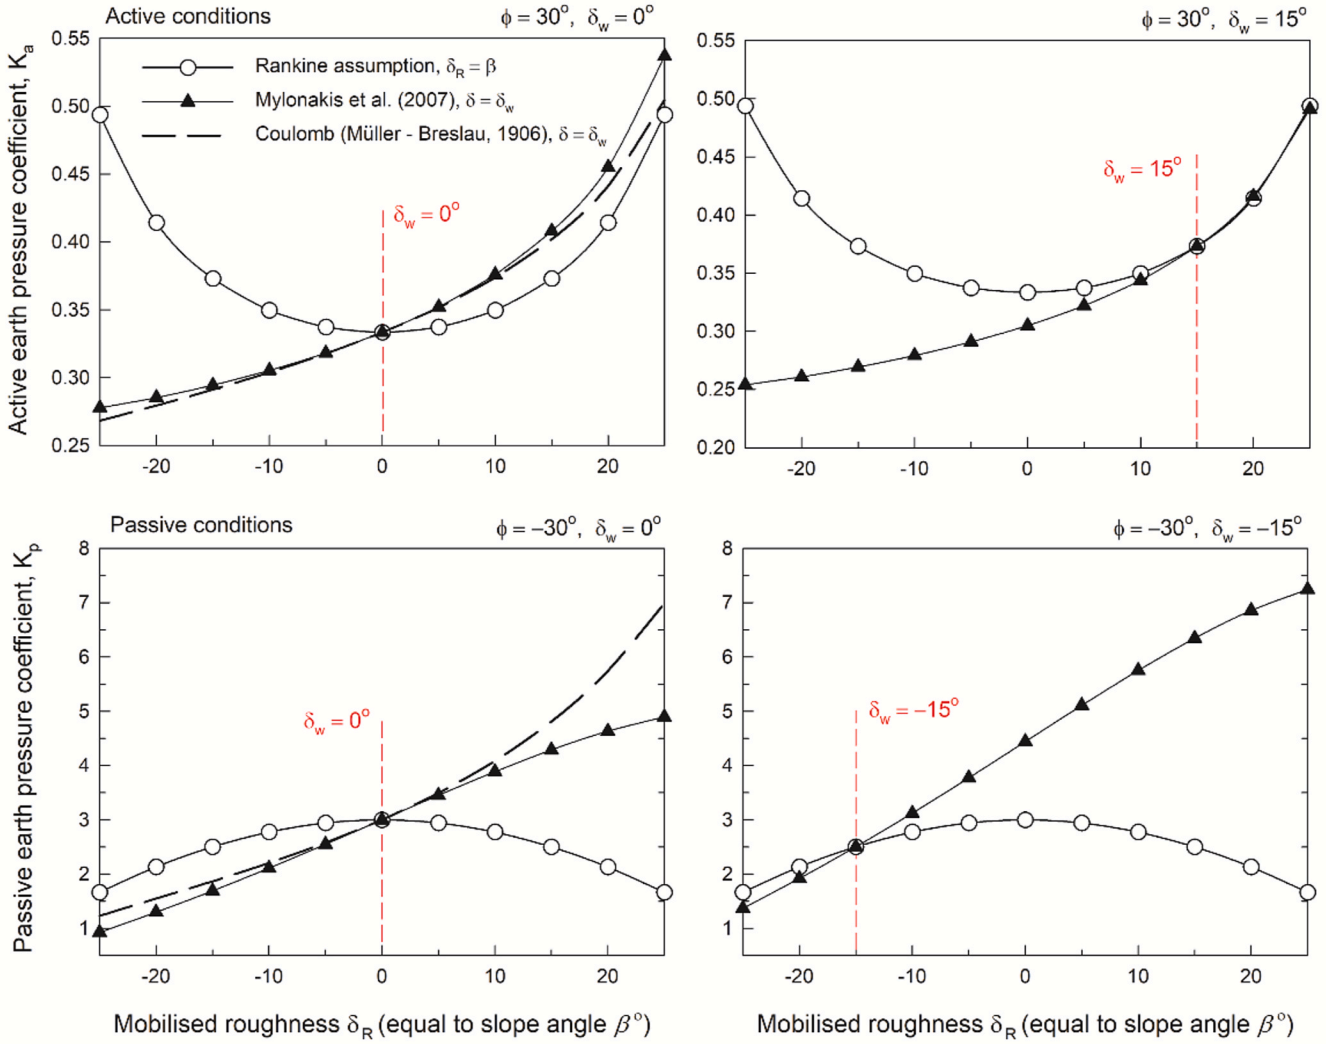 Active conditions
ϕ = 30°, δw = 0°
Active earth pressure coefficient, Ka
0.55
0.50
0.45
0.40
0.35
0.30
0.25
Rankine assumption, δR = β
Mylonakis et al. (2007), δ = δw
Coulomb (Müller - Breslau, 1906), δ = δw
δw = 0°
-20 -10 0 10 20
ϕ = 30°, δw = 15°
0.55
0.50
0.45
0.40
0.35
0.30
0.25
0.20
δw = 15°
-20 -10 0 10 20
Passive conditions
ϕ = –30°, δw = 0°
Passive earth pressure coefficient, Kp
8
7
6
5
4
3
2
1
δw = 0°
-20 -10 0 10 20
Mobilised roughness δR (equal to slope angle β°)
ϕ = –30°, δw = –15°
8
7
6
5
4
3
2
1
δw = –15°
-20 -10 0 10 20
Mobilised roughness δR (equal to slope angle β°)